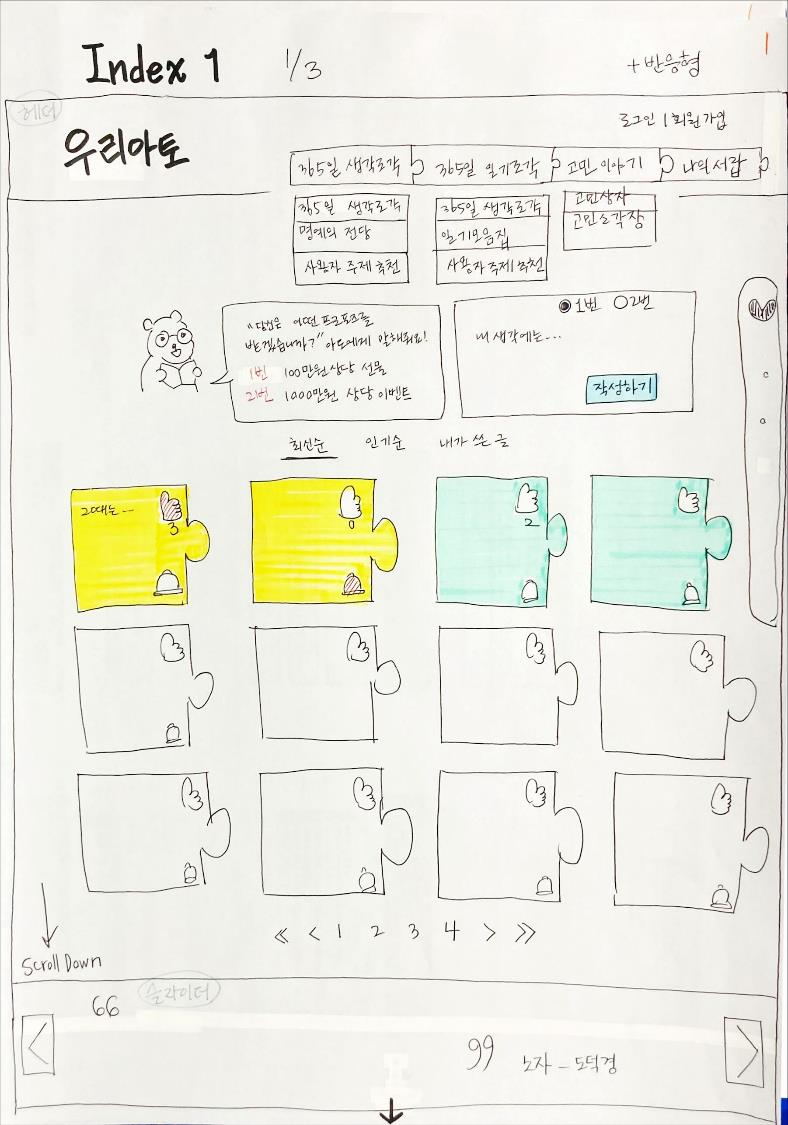 Index 1
1/3
+ 반응형
헤더
로그인 | 회원가입
우리아토
365일 생각조각
365일 일기조각
고민 이야기
나의서랍
365일 생각조각
365일 생각조각
고민상자
명예의 전당
일기모음집
고민소각장
사용자 주제 추천
사용자 주제 추천
"당신은 어떤 프로포즈를
받겠습니까?" 아토에게 말해줘요!
1번 100만원상당 선물
2번 1000만원 상당 이벤트
1번 2번
내 생각에는...
작성하기
최신순 인기순 내가 쓴 글
그때는...
3
0
2
« < 1 2 3 4 > »
Scroll Down
슬라이더
66
<
>
99 노자 - 도덕경